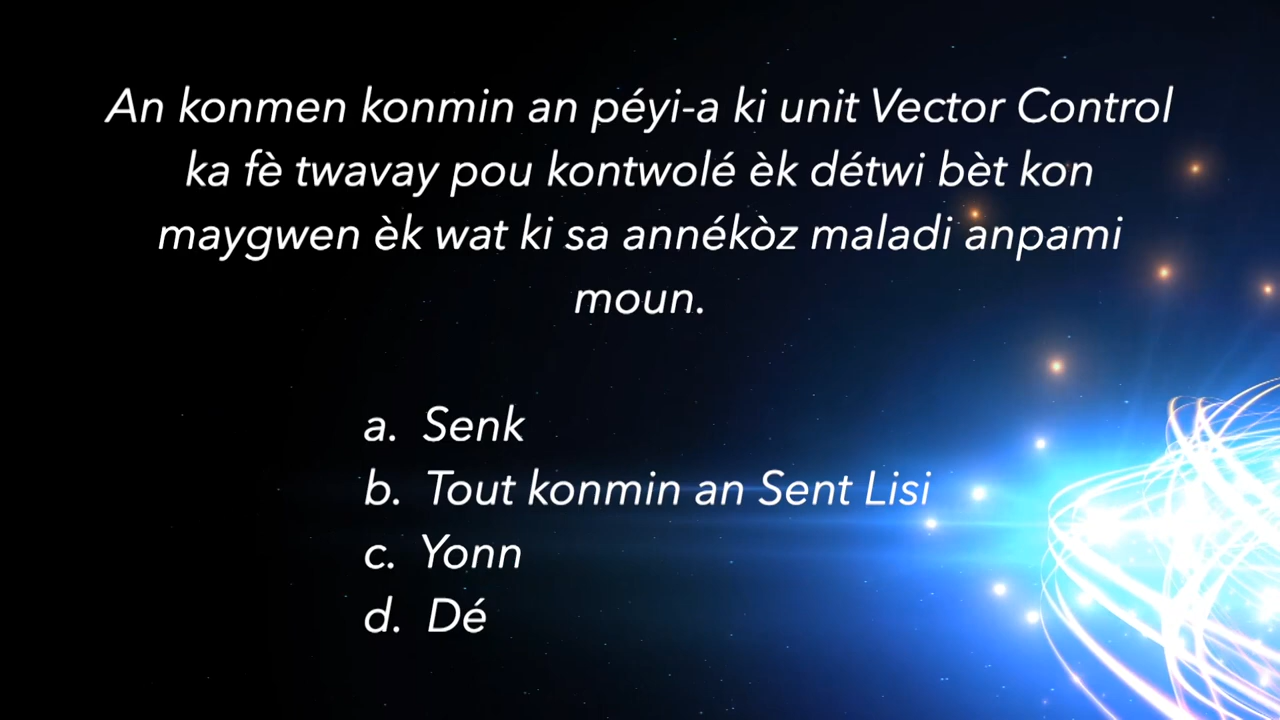 An konmen konmin an péyi-a ki unit Vector Control
ka fè twavay pou kontwolé èk détwi bèt kon
maygwen èk wat ki sa annékòz maladi anpami
moun.
a. Senk
b. Tout konmin an Sent Lisi
c. Yonn
d. Dé